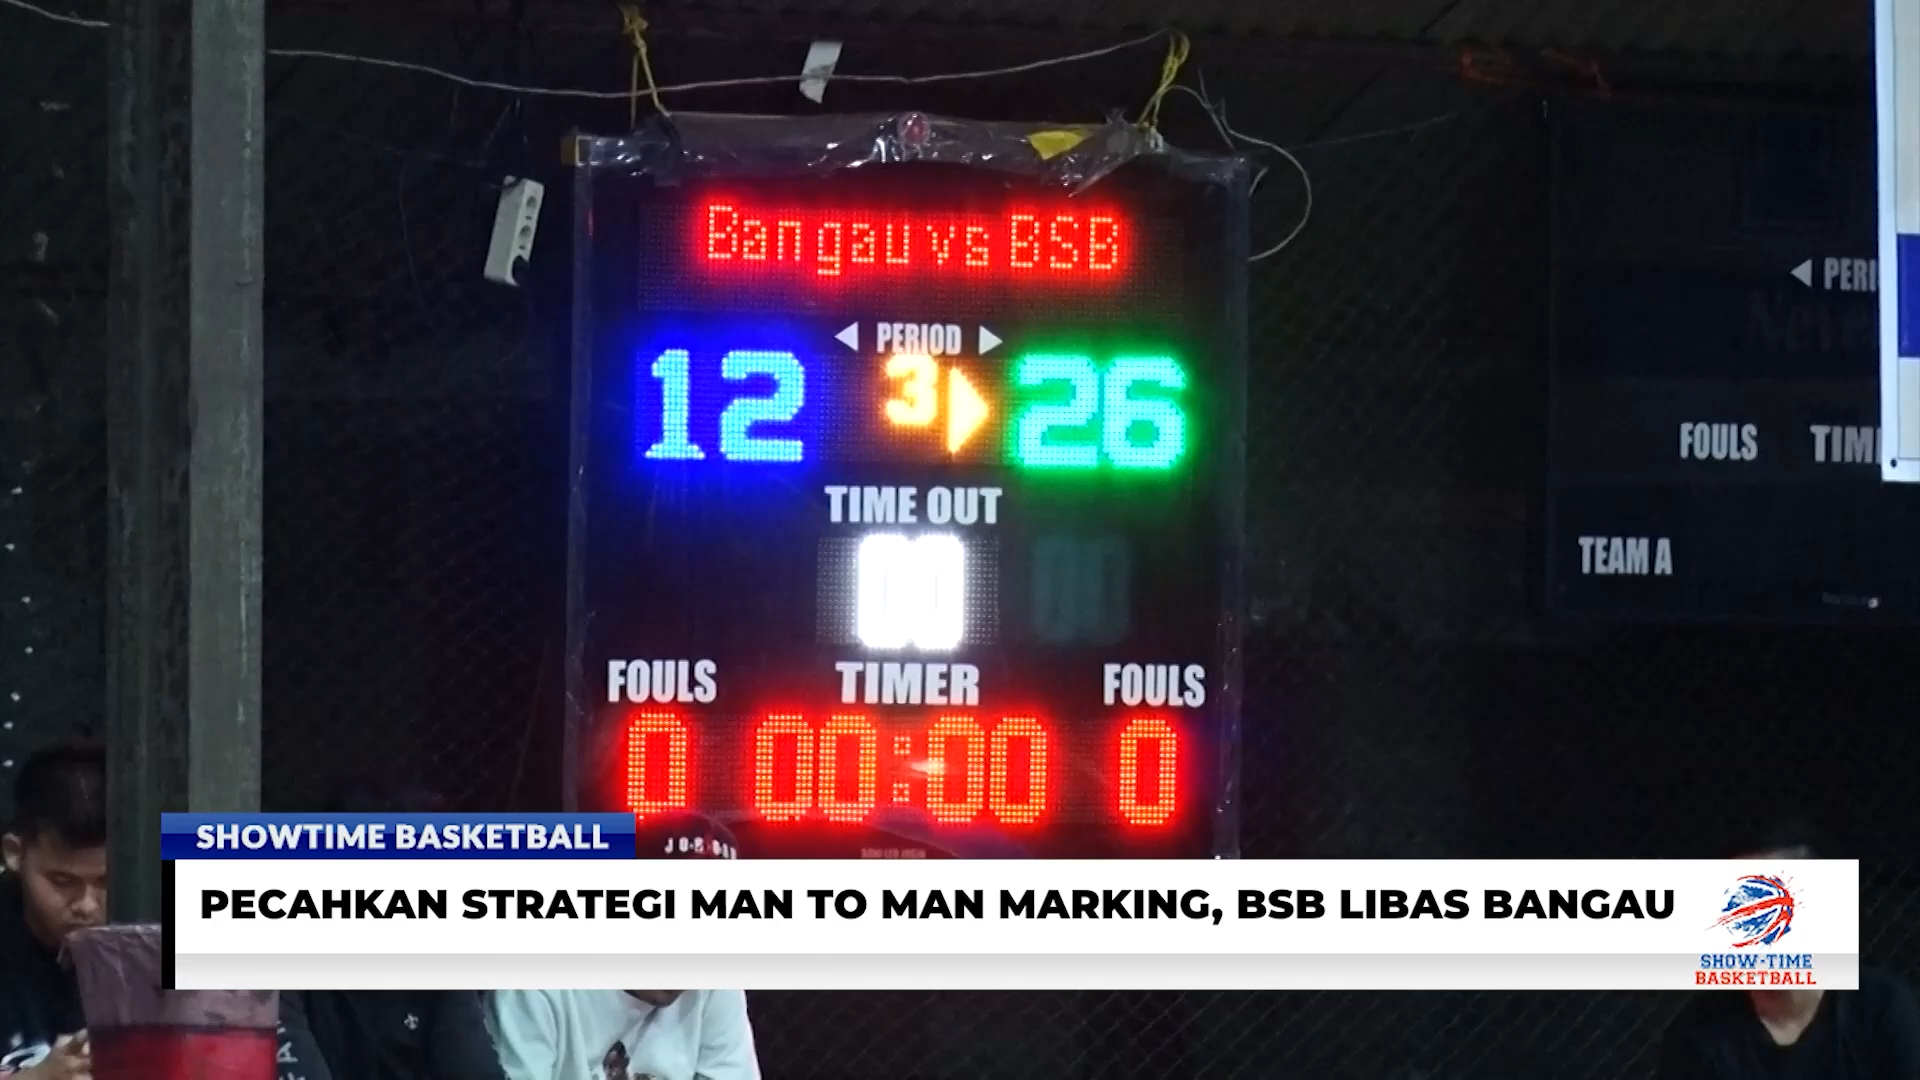 Bangau vs BSB
PERIOD
12 3 26
TIME OUT
00
FOULS TIMER FOULS
0 00:00 0
PERI
FOULS TIM
TEAM A
SHOWTIME BASKETBALL
PECAHKAN STRATEGI MAN TO MAN MARKING, BSB LIBAS BANGAU
SHOW-TIME
BASKETBALL